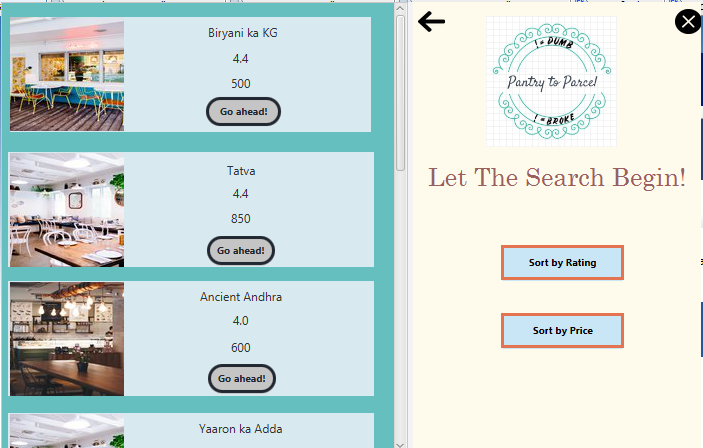 Biryani ka KG
4.4
500
Go ahead!
Tatva
4.4
850
Go ahead!
Ancient Andhra
4.0
600
Go ahead!
Yaaron ka Adda
! = DUMB
Pantry to Parcel
! = BROKE
Let The Search Begin!
Sort by Rating
Sort by Price